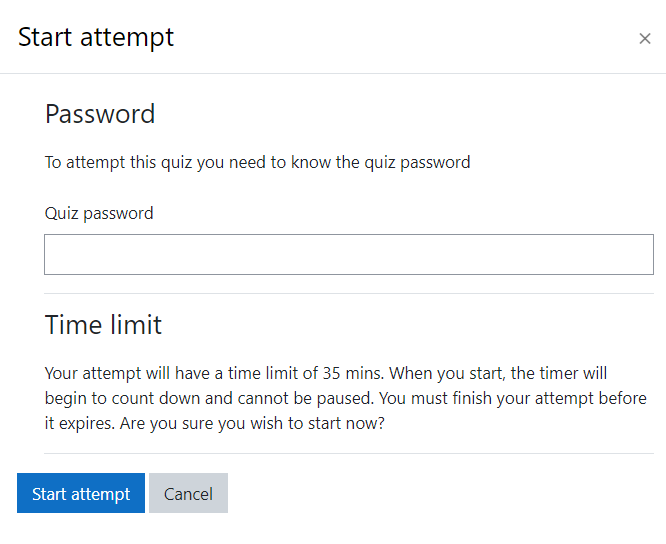 Start attempt
×
Password
To attempt this quiz you need to know the quiz password
Quiz password
Time limit
Your attempt will have a time limit of 35 mins. When you start, the timer will
begin to count down and cannot be paused. You must finish your attempt before
it expires. Are you sure you wish to start now?
Start attempt Cancel